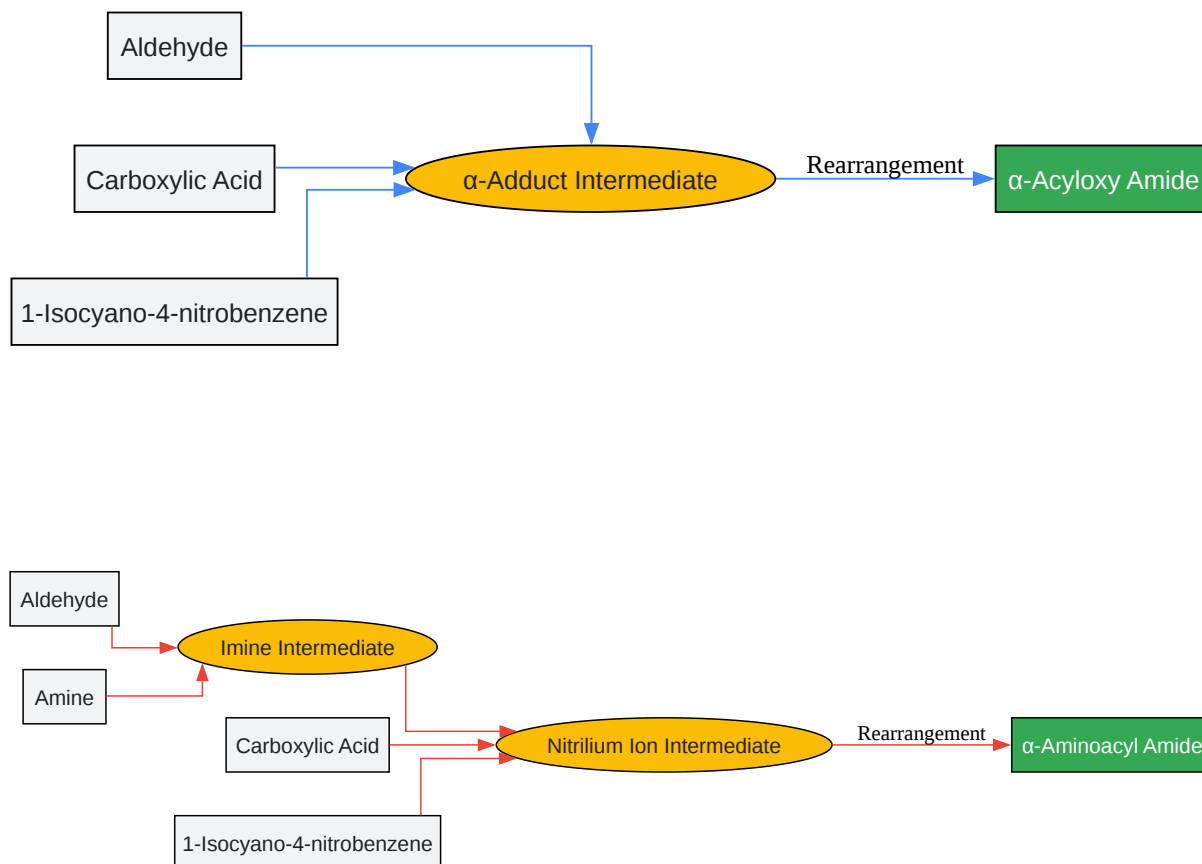 Aldehyde
Carboxylic Acid
α-Adduct Intermediate
Rearrangement
α-Acyloxy Amide
1-Isocyano-4-nitrobenzene
Aldehyde
Imine Intermediate
Amine
Carboxylic Acid
Nitrilium Ion Intermediate
Rearrangement
α-Aminoacyl Amide
1-Isocyano-4-nitrobenzene